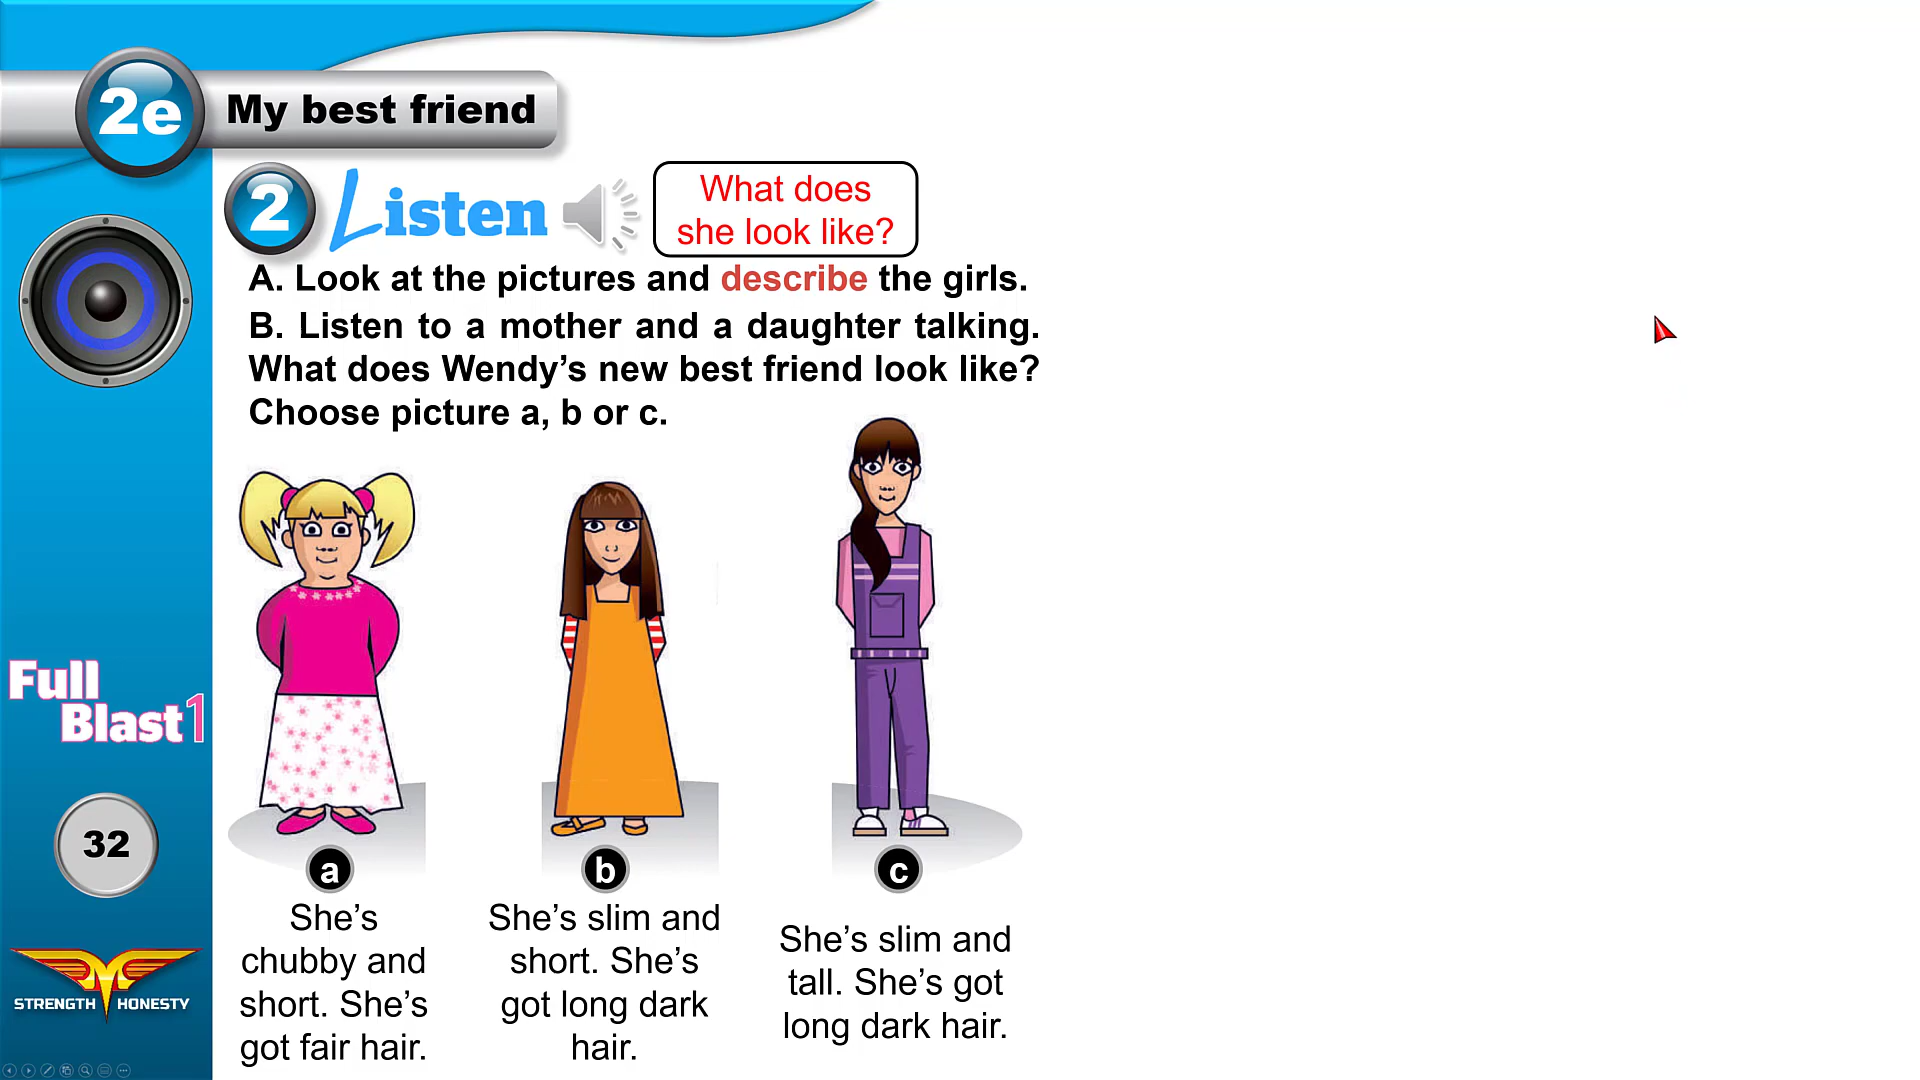 2e My best friend
2 Listen
What does
she look like?
A. Look at the pictures and describe the girls.
B. Listen to a mother and a daughter talking.
What does Wendy’s new best friend look like?
Choose picture a, b or c.
Full
Blast 1
32
STRENGTH HONESTY
a
She’s
chubby and
short. She’s
got fair hair.
b
She’s slim and
short. She’s
got long dark
hair.
c
She’s slim and
tall. She’s got
long dark hair.